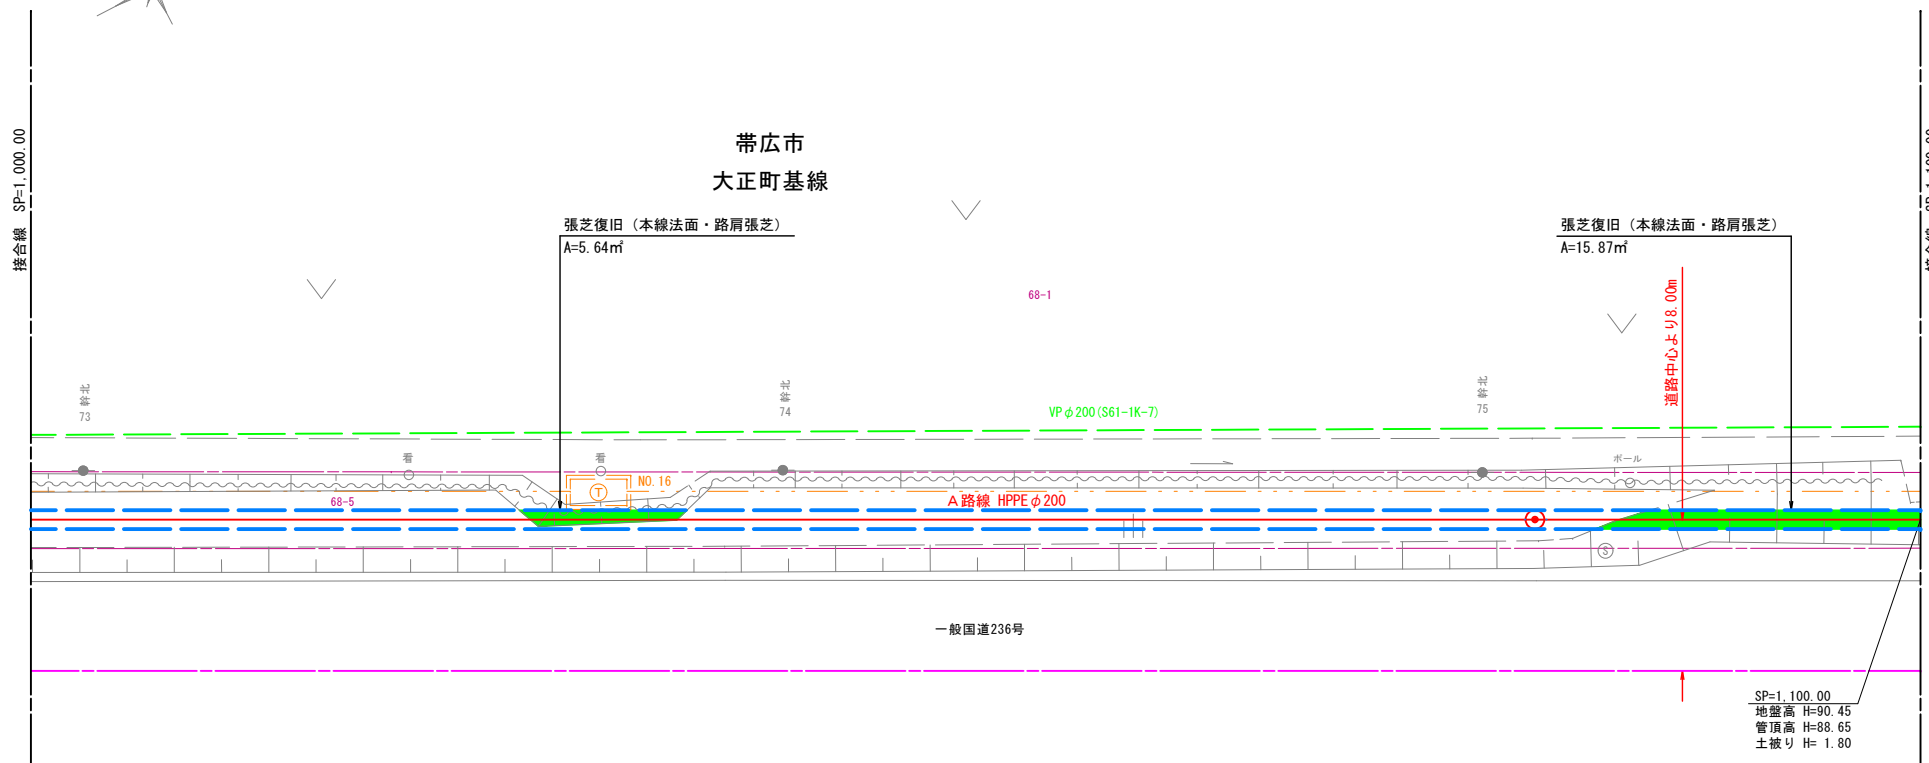 接合線 SP=1,000.00
帯広市
大正町基線
張芝復旧（本線法面・路肩張芝）
A=5.64㎡
張芝復旧（本線法面・路肩張芝）
A=15.87㎡
68-1
道路中心より8.00m
幹北
73
幹北
74
幹北
75
VPφ200(S61-1K-7)
看
看
ポール
NO.16
T
68-5
A路線 HPPEφ200
S
一般国道236号
SP=1,100.00
地盤高 H=90.45
管頂高 H=88.65
土被り H= 1.80